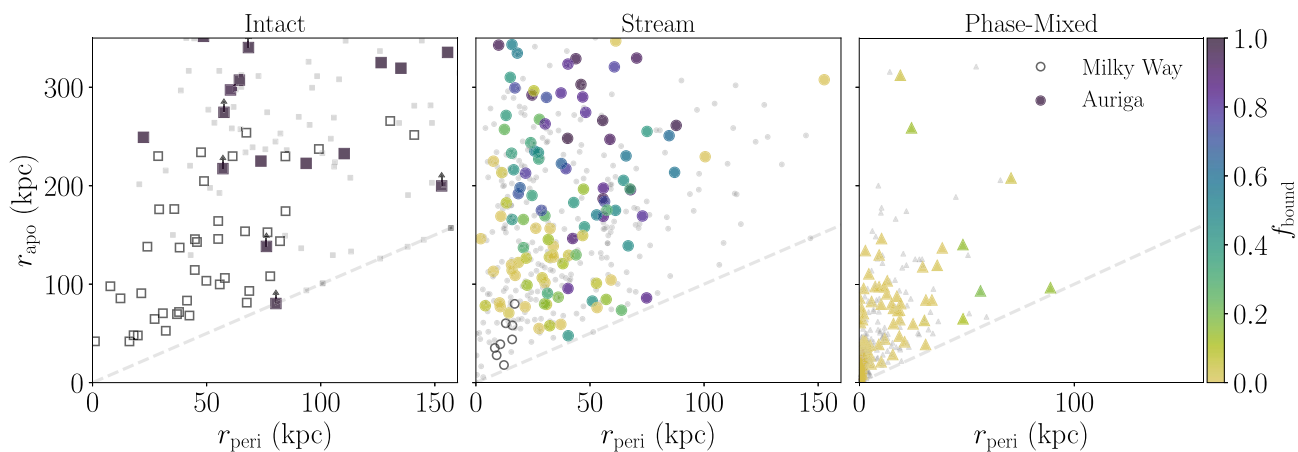 Intact
Stream
Phase-Mixed
300
200
100
0
r_apo (kpc)
0
50
100
150
r_peri (kpc)
0
50
100
150
r_peri (kpc)
0
100
r_peri (kpc)
Milky Way
Auriga
1.0
0.8
0.6
0.4
0.2
0.0
f_bound